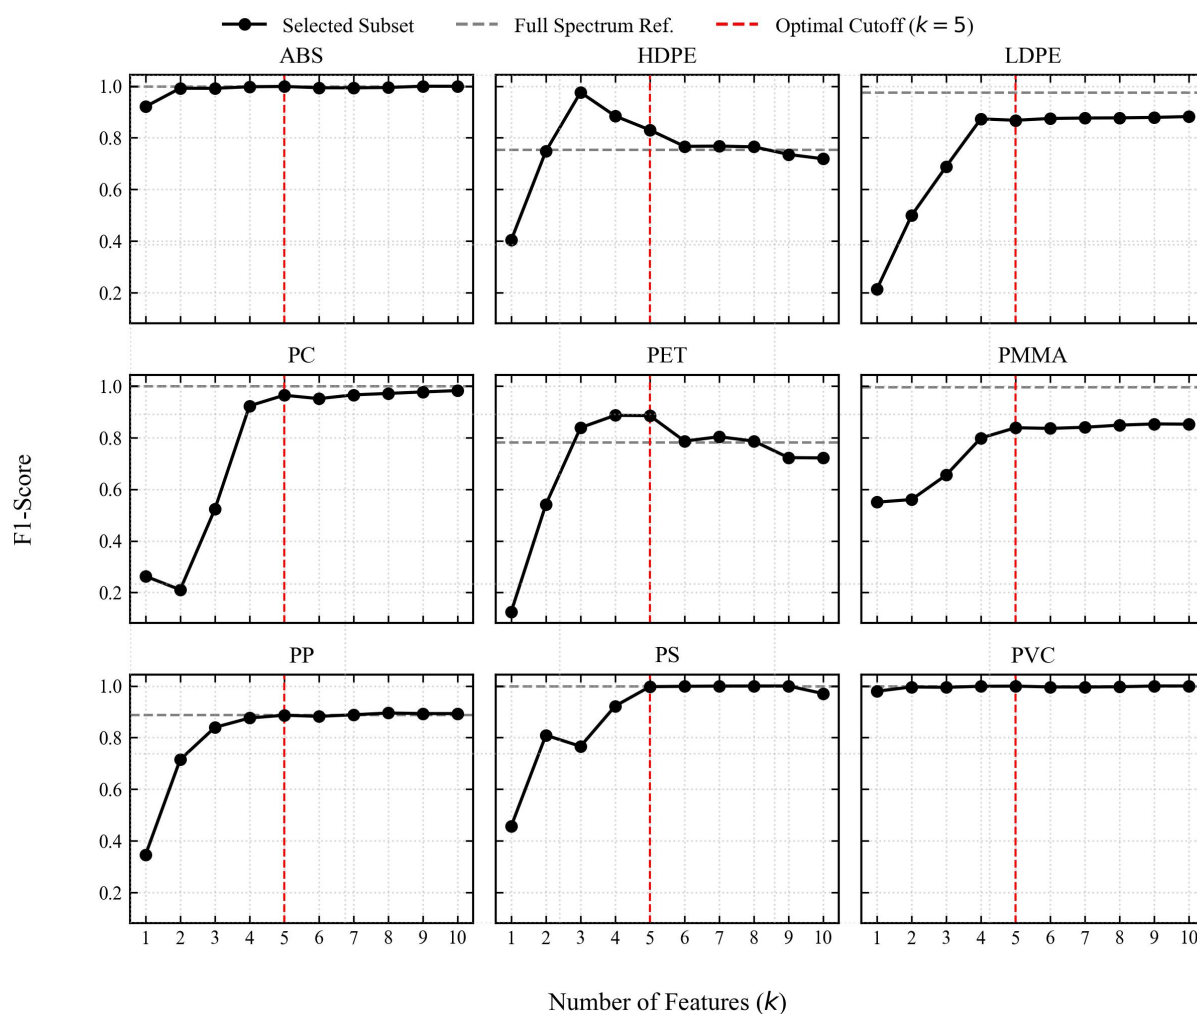 Selected Subset Full Spectrum Ref. Optimal Cutoff (k = 5)
ABS HDPE LDPE
1.0
0.8
0.6
0.4
0.2
PC PET PMMA
1.0
0.8
0.6
0.4
0.2
F1-Score
PP PS PVC
1.0
0.8
0.6
0.4
0.2
1 2 3 4 5 6 7 8 9 10 1 2 3 4 5 6 7 8 9 10 1 2 3 4 5 6 7 8 9 10
Number of Features (k)